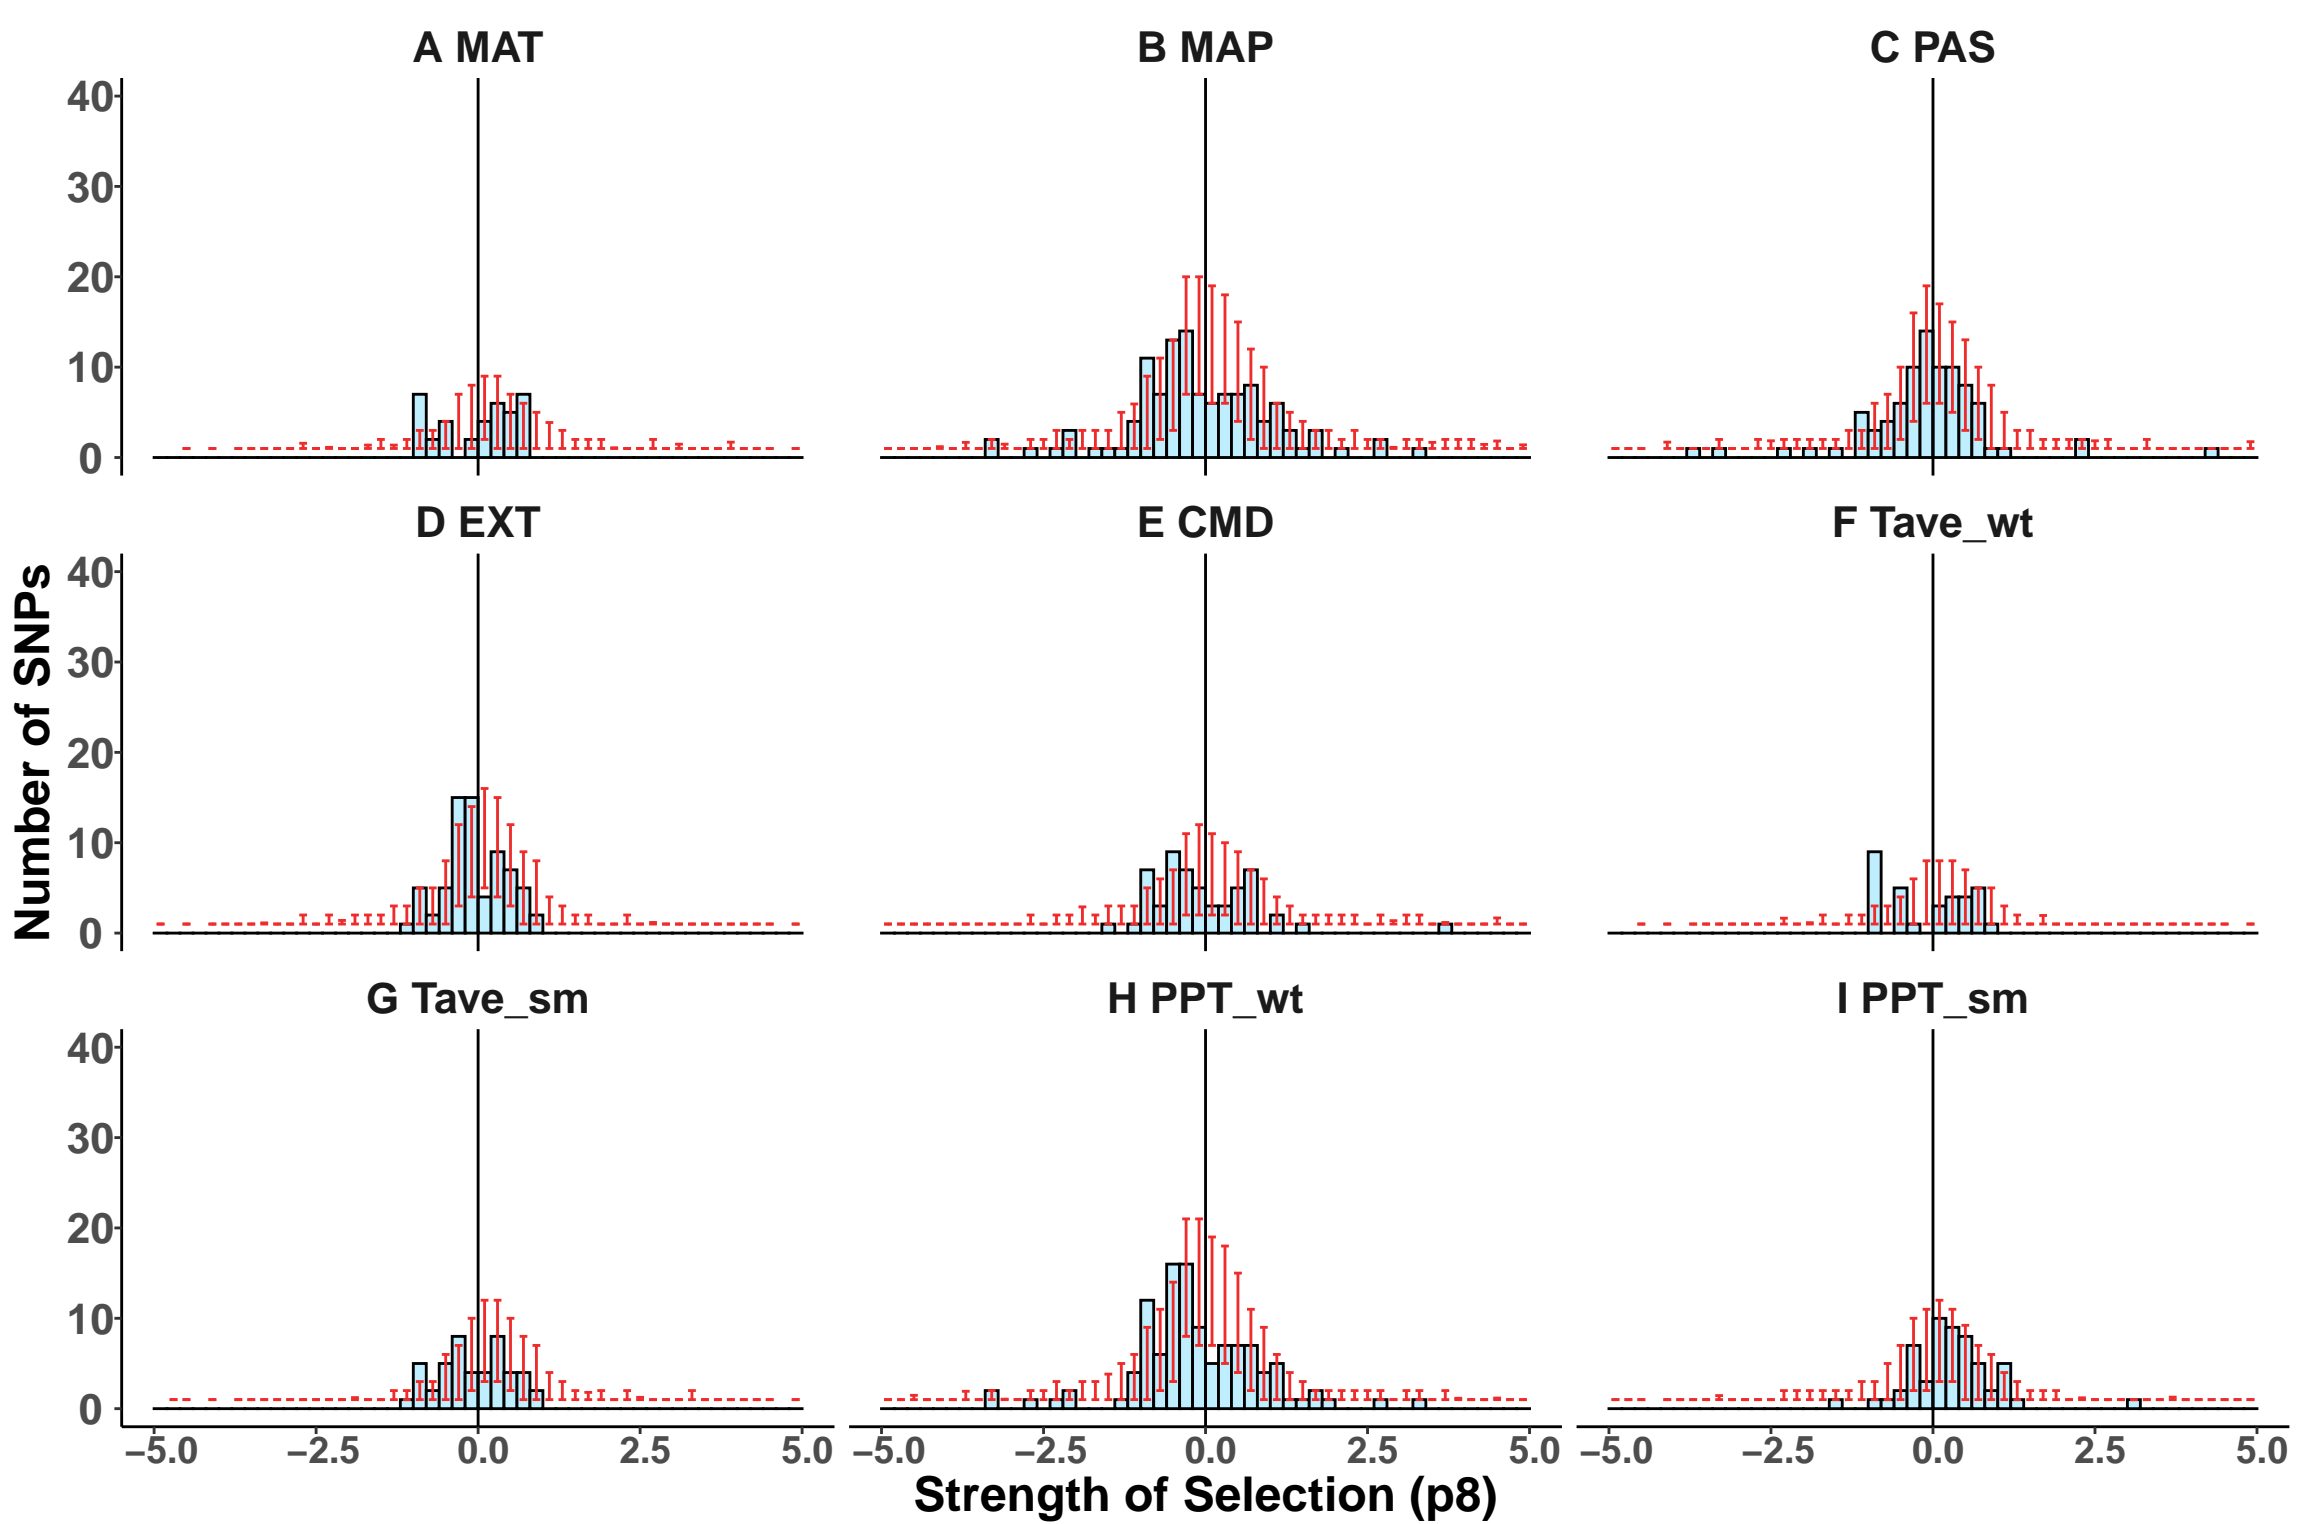 A MAT
B MAP
C PAS
40
30
20
10
0
D EXT
E CMD
F Tave_wt
40
30
20
10
0
G Tave_sm
H PPT_wt
I PPT_sm
40
30
20
10
0
Number of SNPs
−5.0 −2.5 0.0 2.5 5.0
−5.0 −2.5 0.0 2.5 5.0
−5.0 −2.5 0.0 2.5 5.0
Strength of Selection (p8)